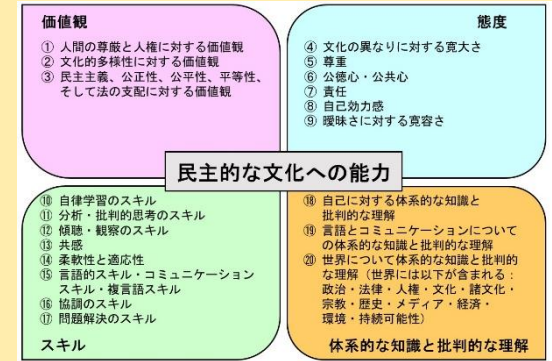 価値観
① 人間の尊厳と人権に対する価値観
② 文化的多様性に対する価値観
③ 民主主義、公正性、公平性、平等性、
そして法の支配に対する価値観
態度
④ 文化の異なりに対する寛大さ
⑤ 尊重
⑥ 公徳心・公共心
⑦ 責任
⑧ 自己効力感
⑨ 曖昧さに対する寛容さ
民主的な文化への能力
⑩ 自律学習のスキル
⑪ 分析・批判的思考のスキル
⑫ 傾聴・観察のスキル
⑬ 共感
⑭ 柔軟性と適応性
⑮ 言語的スキル・コミュニケーション
スキル・複言語スキル
⑯ 協調のスキル
⑰ 問題解決のスキル
スキル
⑱ 自己に対する体系的な知識と
批判的な理解
⑲ 言語とコミュニケーションについて
の体系的な知識と批判的な理解
⑳ 世界について体系的な知識と批判的
な理解（世界には以下が含まれる：
政治・法律・人権・文化・諸文化・
宗教・歴史・メディア・経済・
環境・持続可能性）
体系的な知識と批判的な理解